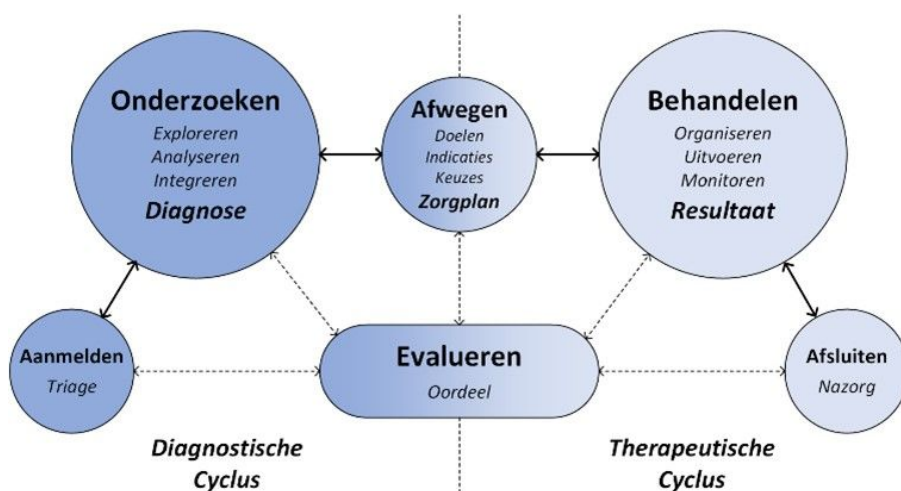 Onderzoeken
Exploreren
Analyseren
Integreren
Diagnose
Afwegen
Doelen
Indicaties
Keuzes
Zorgplan
Behandelen
Organiseren
Uitvoeren
Monitoren
Resultaat
Aanmelden
Triage
Evalueren
Oordeel
Afsluiten
Nazorg
Diagnostische
Cyclus
Therapeutische
Cyclus